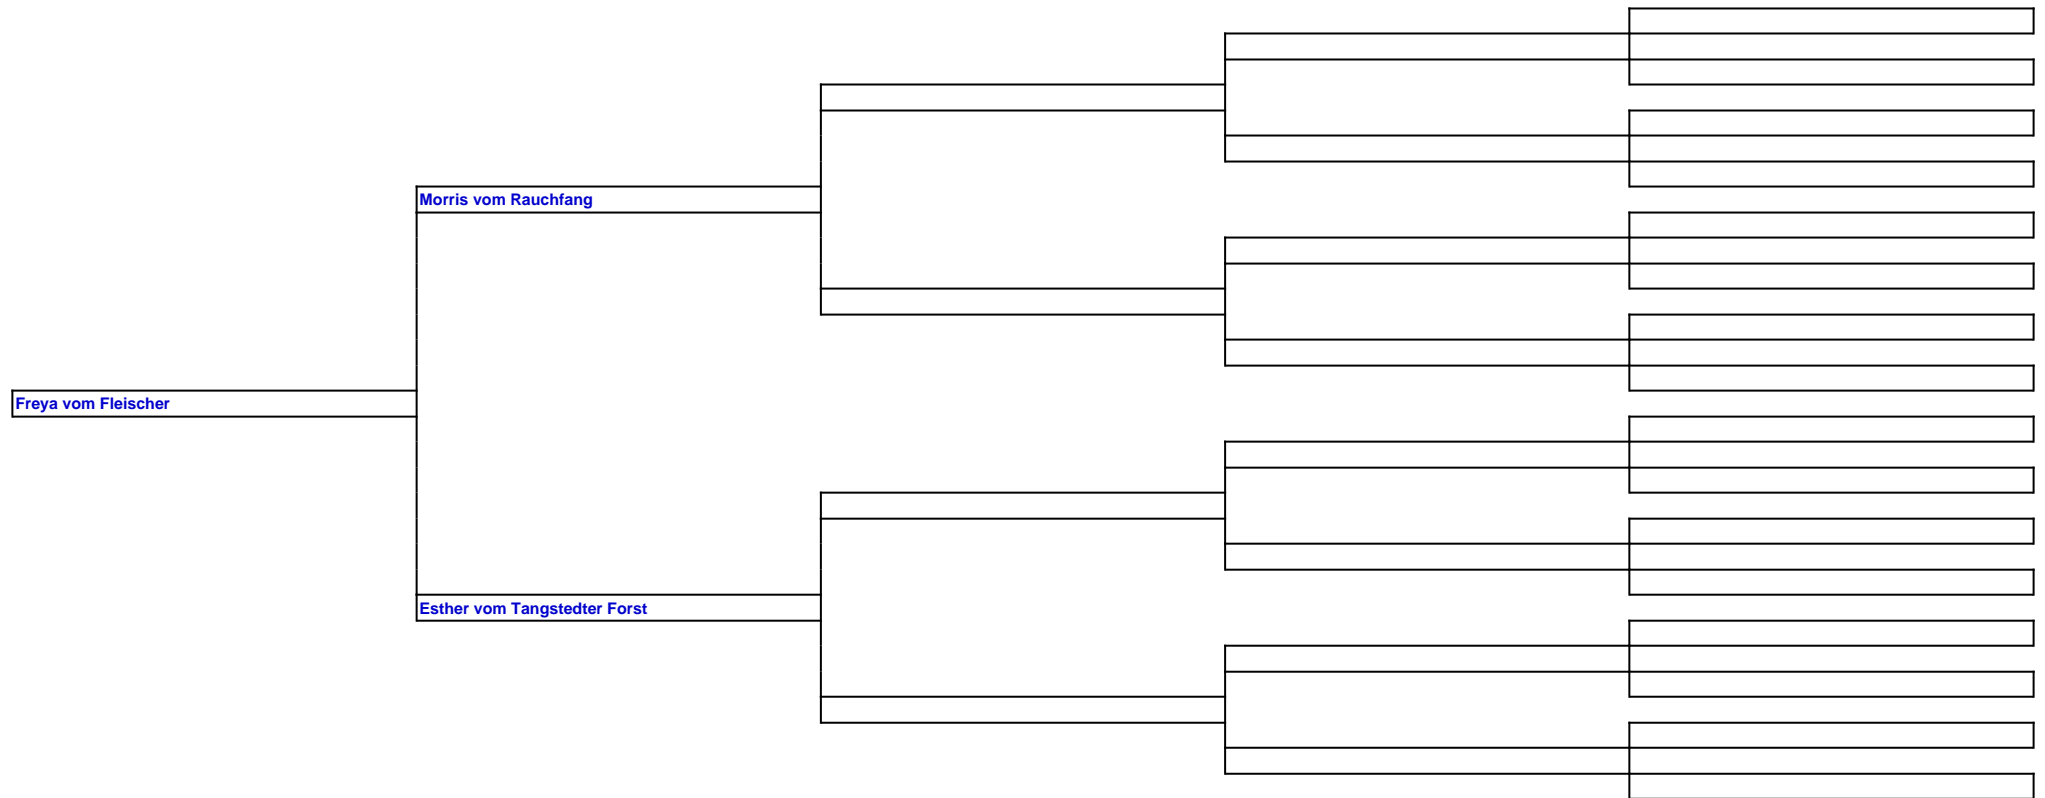 Morris vom Rauchfang
Freya vom Fleischer
Esther vom Tangstedter Forst